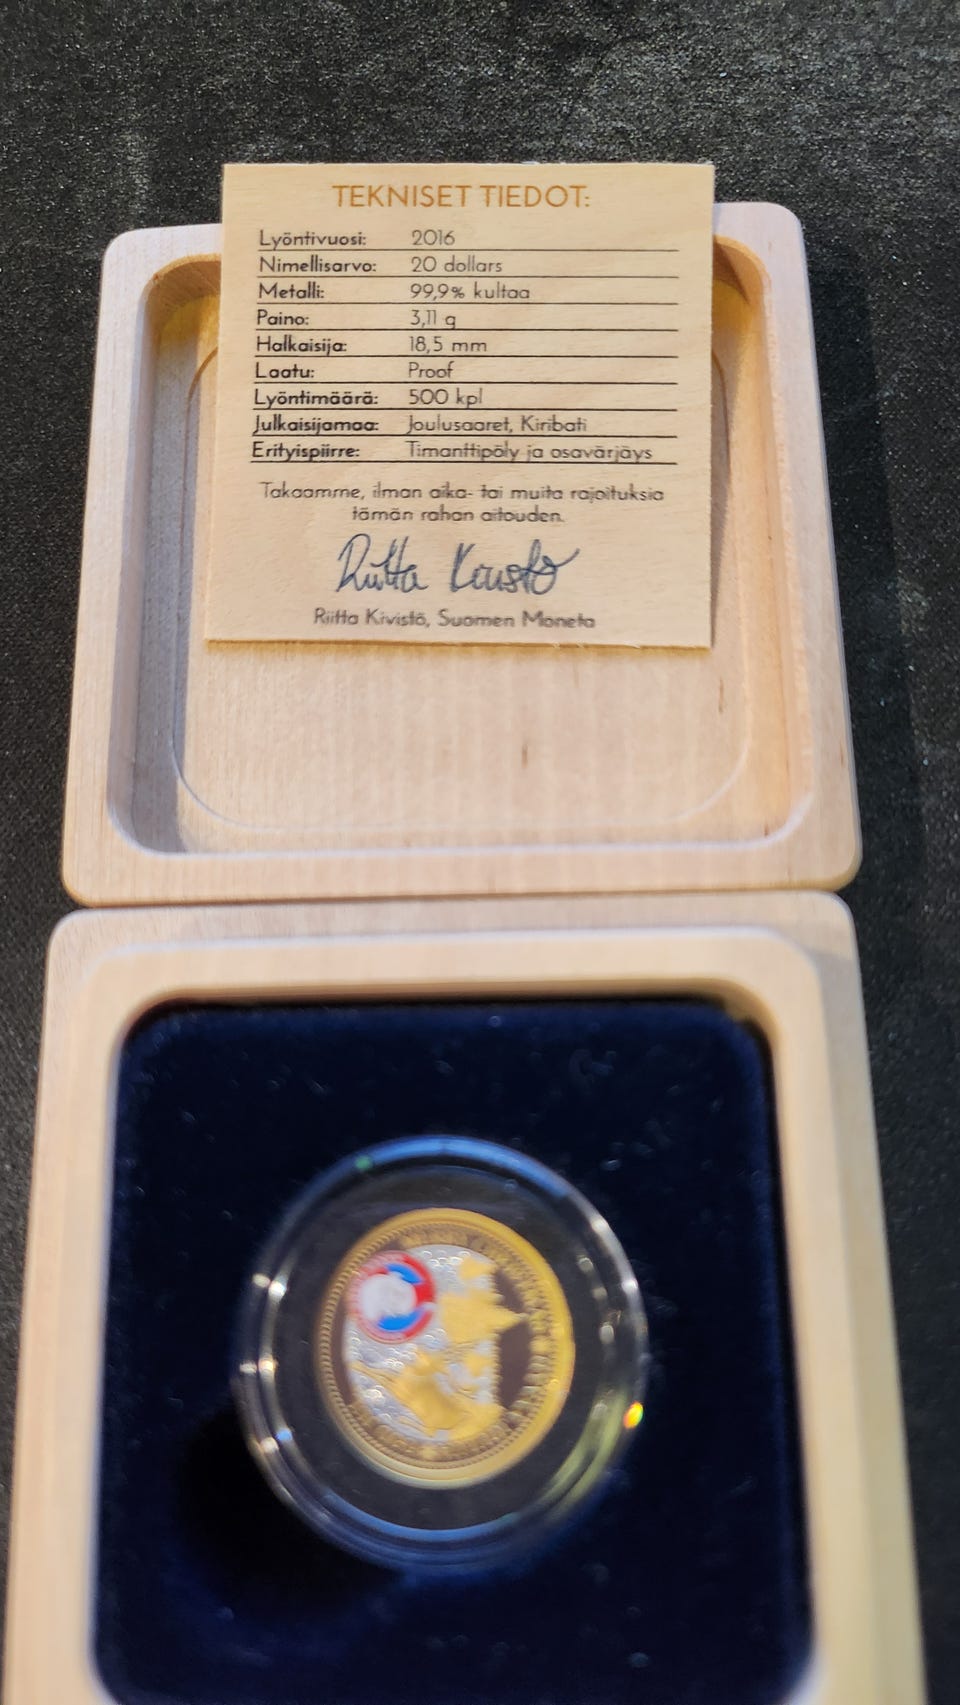 TEKNISET TIEDOT:
Lyöntivuosi: 2016
Nimellisarvo: 20 dollars
Metalli: 99,9% kultaa
Paino: 3,11 g
Halkaisija: 18,5 mm
Laatu: Proof
Lyöntimäärä: 500 kpl
Julkaisijamaa: Joulusaaret, Kiribati
Erityispiirre: Timanttipöly ja osavärjäys
Takaamme, ilman aika- tai muita rajoituksia
tämän rahan aitouden.
Riitta Kivistö
Riitta Kivistö, Suomen Moneta